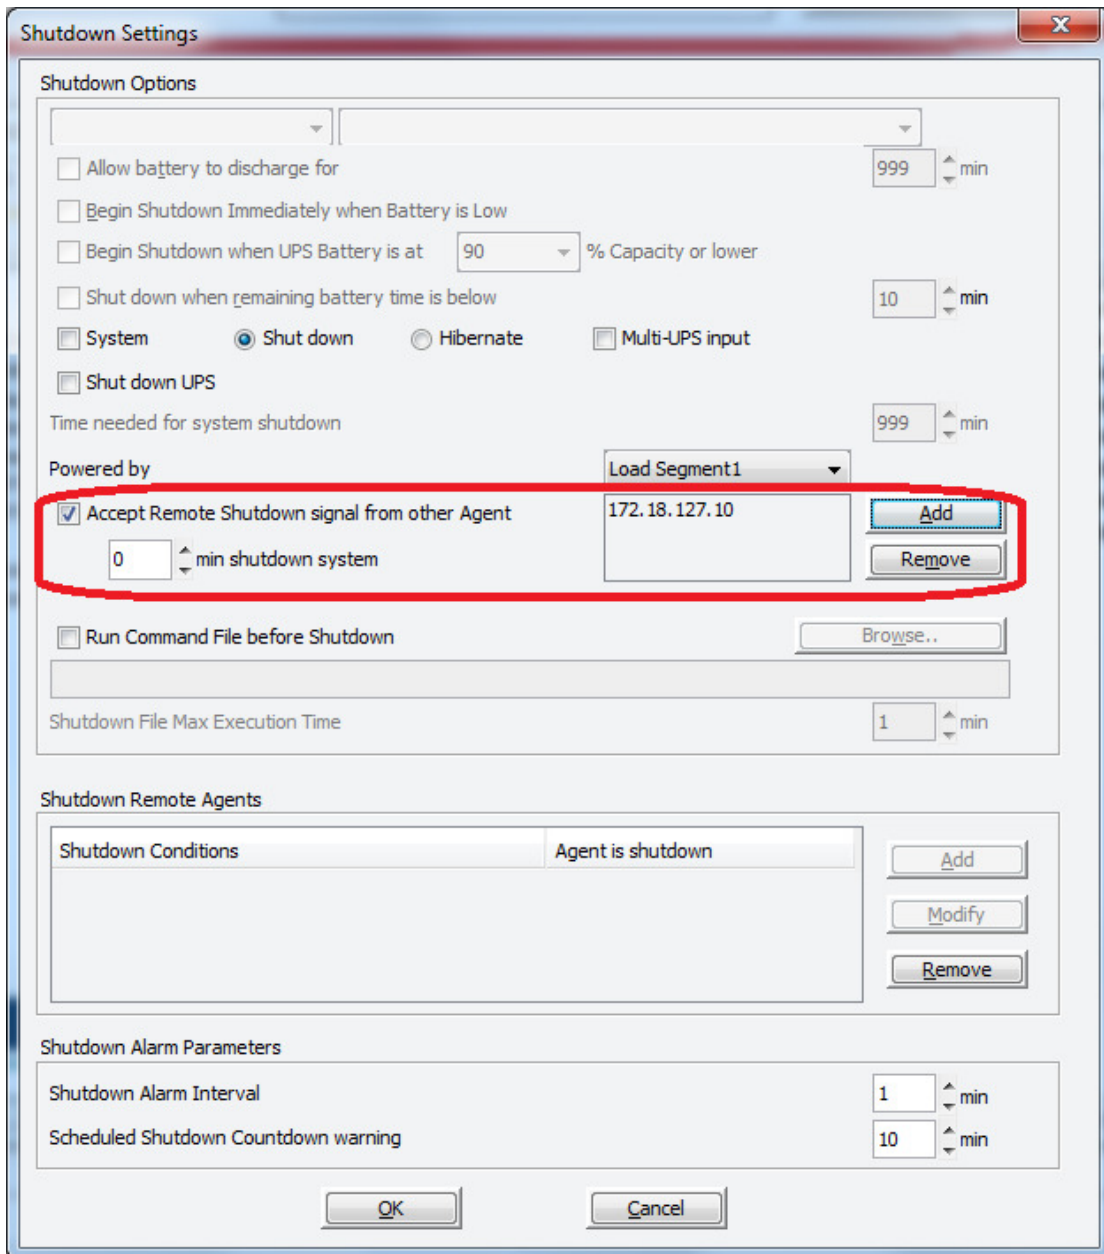 Shutdown Settings
Shutdown Options
Allow battery to discharge for 999 min
Begin Shutdown Immediately when Battery is Low
Begin Shutdown when UPS Battery is at 90 % Capacity or lower
Shut down when remaining battery time is below 10 min
System Shut down Hibernate Multi-UPS input
Shut down UPS
Time needed for system shutdown 999 min
Powered by Load Segment1
Accept Remote Shutdown signal from other Agent 172.18.127.10 Add
0 min shutdown system Remove
Run Command File before Shutdown Browse..
Shutdown File Max Execution Time 1 min
Shutdown Remote Agents
Shutdown Conditions Agent is shutdown
Add
Modify
Remove
Shutdown Alarm Parameters
Shutdown Alarm Interval 1 min
Scheduled Shutdown Countdown warning 10 min
OK Cancel